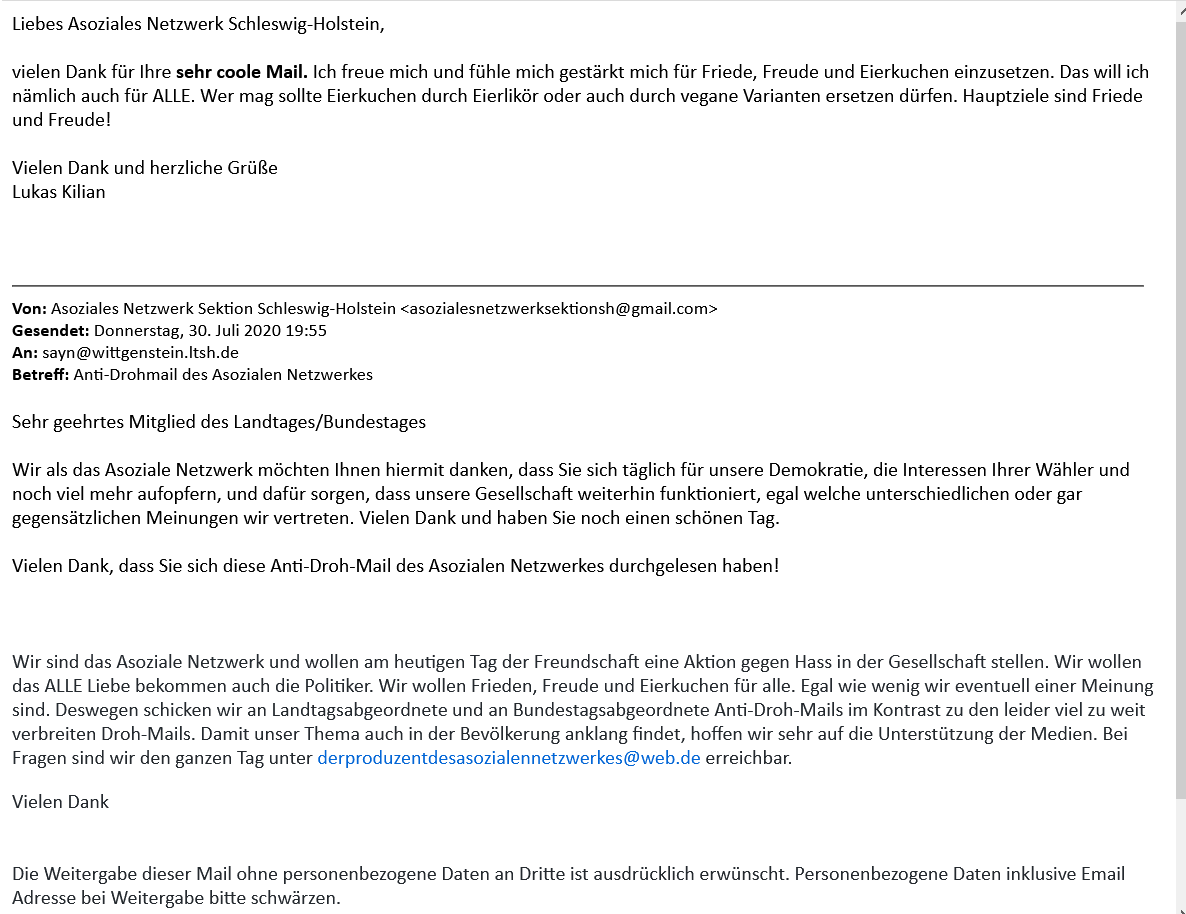 Liebes Asoziales Netzwerk Schleswig-Holstein,
vielen Dank für Ihre sehr coole Mail. Ich freue mich und fühle mich gestärkt mich für Friede, Freude und Eierkuchen einzusetzen. Das will ich
nämlich auch für ALLE. Wer mag sollte Eierkuchen durch Eierlikör oder auch durch vegane Varianten ersetzen dürfen. Hauptziele sind Friede
und Freude!
Vielen Dank und herzliche Grüße
Lukas Kilian
Von: Asoziales Netzwerk Sektion Schleswig-Holstein <asozialesnetzwerksektionsh@gmail.com>
Gesendet: Donnerstag, 30. Juli 2020 19:55
An: sayn@wittgenstein.ltsh.de
Betreff: Anti-Drohmail des Asozialen Netzwerkes
Sehr geehrtes Mitglied des Landtages/Bundestages
Wir als das Asoziale Netzwerk möchten Ihnen hiermit danken, dass Sie sich täglich für unsere Demokratie, die Interessen Ihrer Wähler und
noch viel mehr aufopfern, und dafür sorgen, dass unsere Gesellschaft weiterhin funktioniert, egal welche unterschiedlichen oder gar
gegensätzlichen Meinungen wir vertreten. Vielen Dank und haben Sie noch einen schönen Tag.
Vielen Dank, dass Sie sich diese Anti-Droh-Mail des Asozialen Netzwerkes durchgelesen haben!
Wir sind das Asoziale Netzwerk und wollen am heutigen Tag der Freundschaft eine Aktion gegen Hass in der Gesellschaft stellen. Wir wollen
das ALLE Liebe bekommen auch die Politiker. Wir wollen Frieden, Freude und Eierkuchen für alle. Egal wie wenig wir eventuell einer Meinung
sind. Deswegen schicken wir an Landtagsabgeordnete und an Bundestagsabgeordnete Anti-Droh-Mails im Kontrast zu den leider viel zu weit
verbreiten Droh-Mails. Damit unser Thema auch in der Bevölkerung anklang findet, hoffen wir sehr auf die Unterstützung der Medien. Bei
Fragen sind wir den ganzen Tag unter derproduzentdesasozialennetzwerkes@web.de erreichbar.
Vielen Dank
Die Weitergabe dieser Mail ohne personenbezogene Daten an Dritte ist ausdrücklich erwünscht. Personenbezogene Daten inklusive Email
Adresse bei Weitergabe bitte schwärzen.